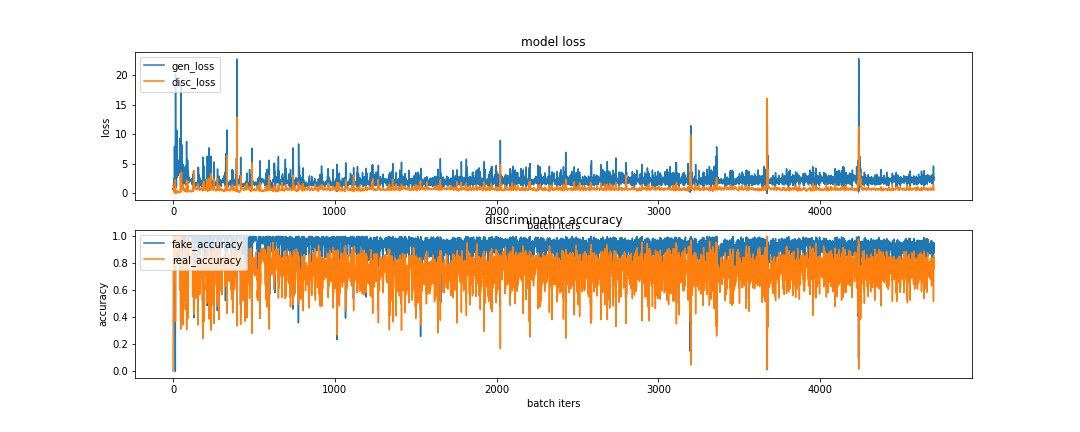 model loss
gen_loss
disc_loss
20
15
10
5
0
loss
0
1000
2000
3000
4000
batch iters
discriminator accuracy
fake_accuracy
real_accuracy
1.0
0.8
0.6
0.4
0.2
0.0
accuracy
0
1000
2000
3000
4000
batch iters